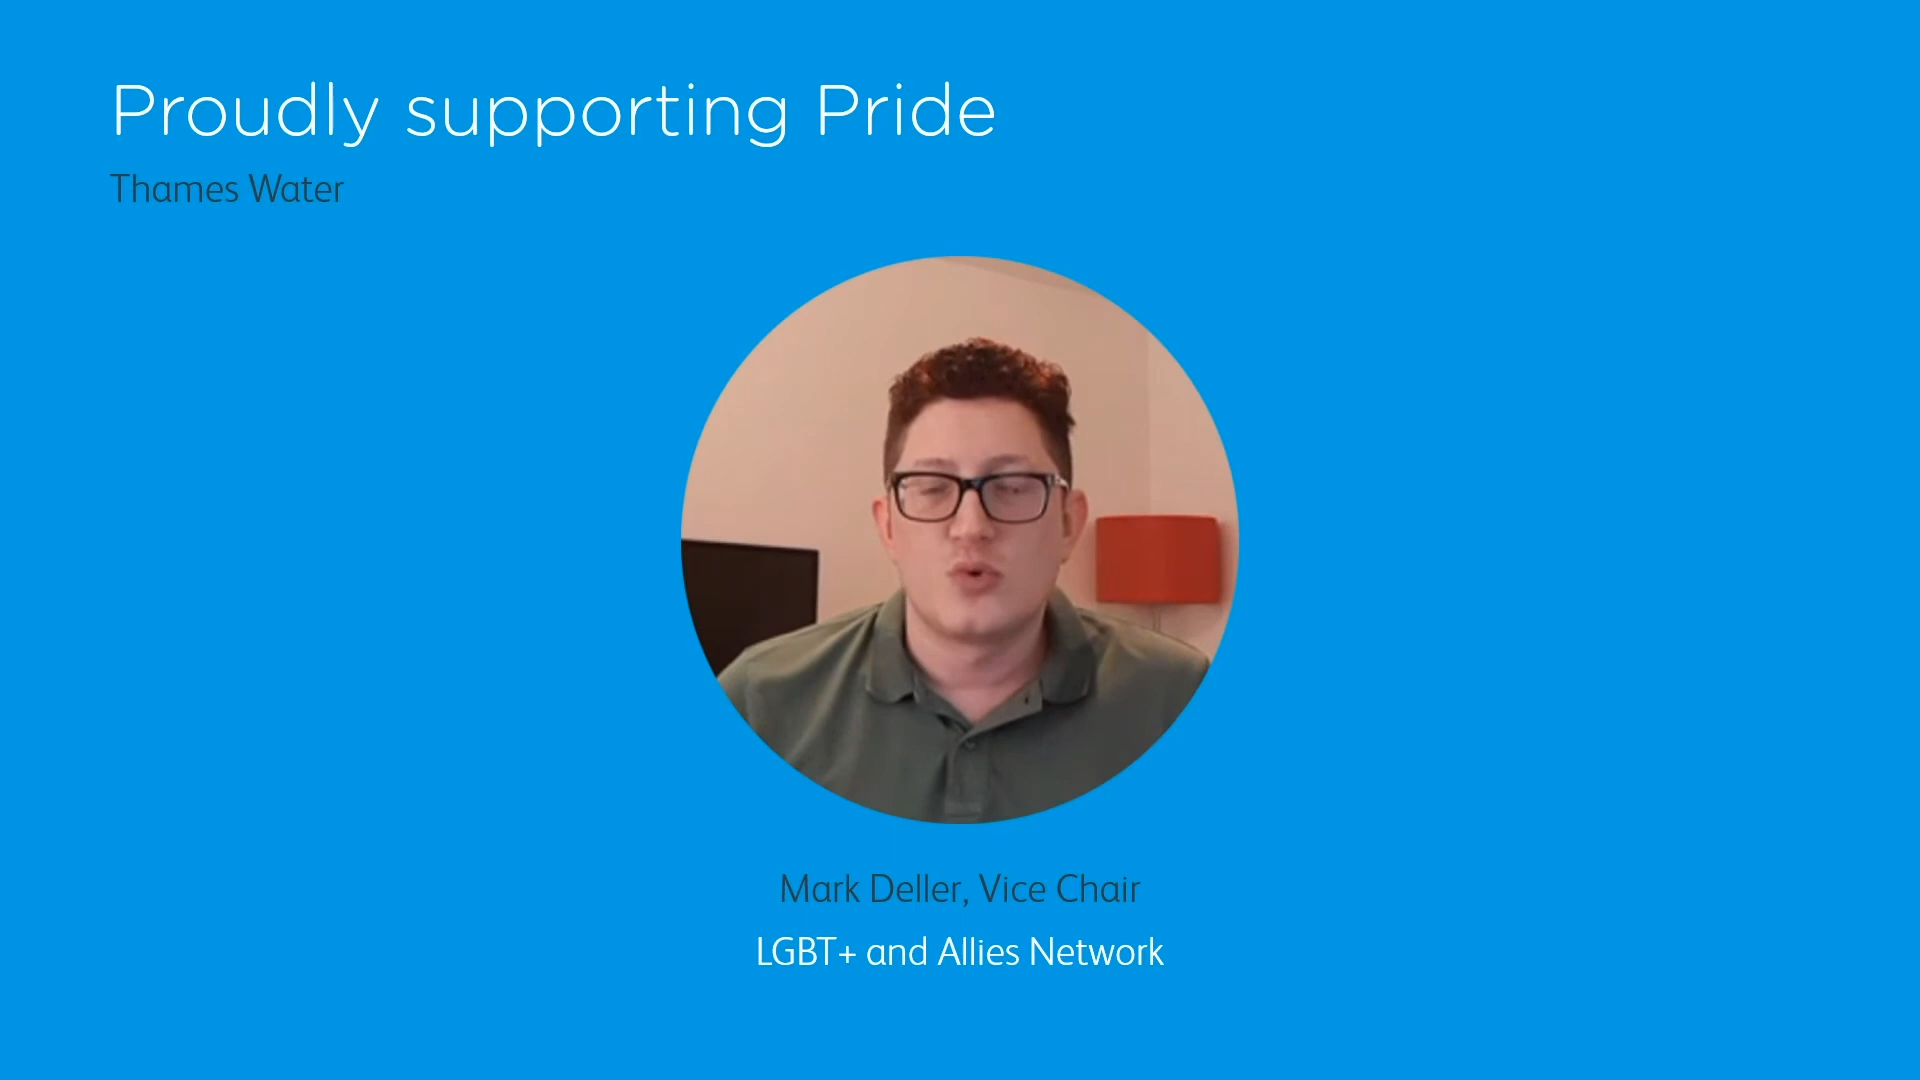 Proudly supporting Pride
Thames Water
Mark Deller, Vice Chair
LGBT+ and Allies Network